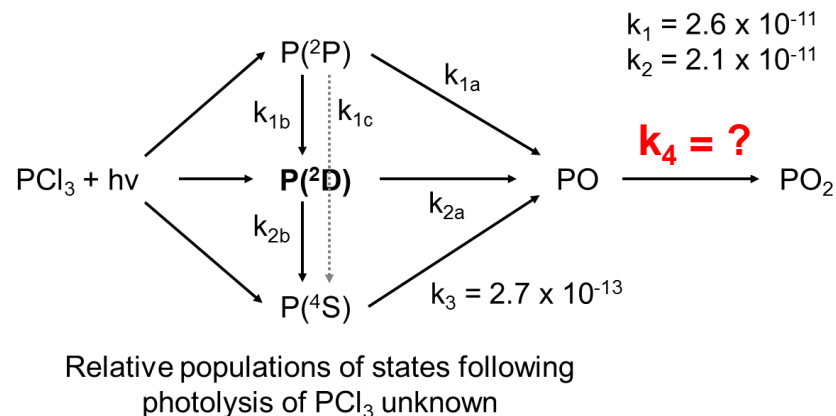 k₁ = 2.6 x 10⁻¹¹
k₂ = 2.1 x 10⁻¹¹
P(²P)
k₁ₐ
k₁b
k₁c
k₄ = ?
PCl₃ + hν
P(²D)
PO
PO₂
k₂ₐ
k₂b
P(⁴S)
k₃ = 2.7 x 10⁻¹³
Relative populations of states following
photolysis of PCl₃ unknown